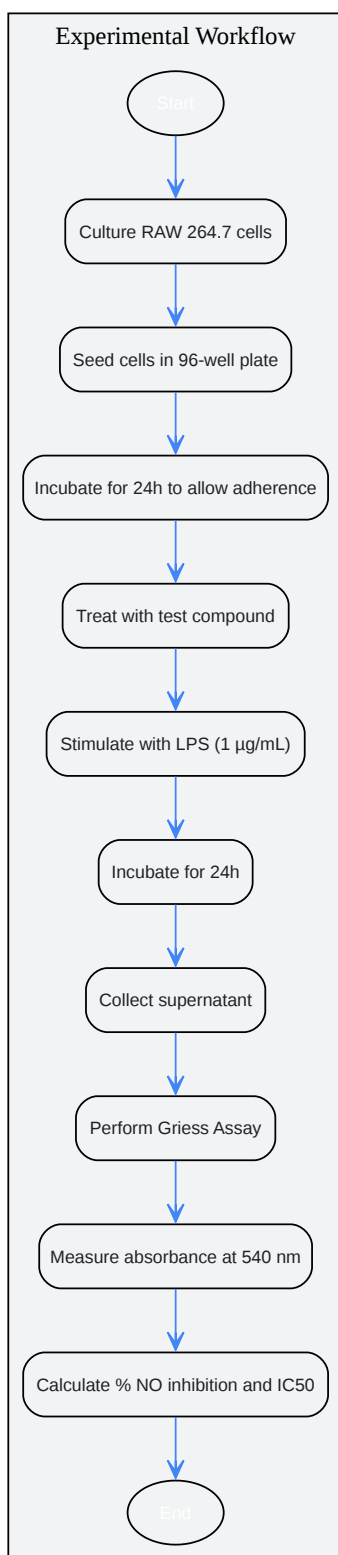 Experimental Workflow
Start
Culture RAW 264.7 cells
Seed cells in 96-well plate
Incubate for 24h to allow adherence
Treat with test compound
Stimulate with LPS (1 µg/mL)
Incubate for 24h
Collect supernatant
Perform Griess Assay
Measure absorbance at 540 nm
Calculate % NO inhibition and IC50
End